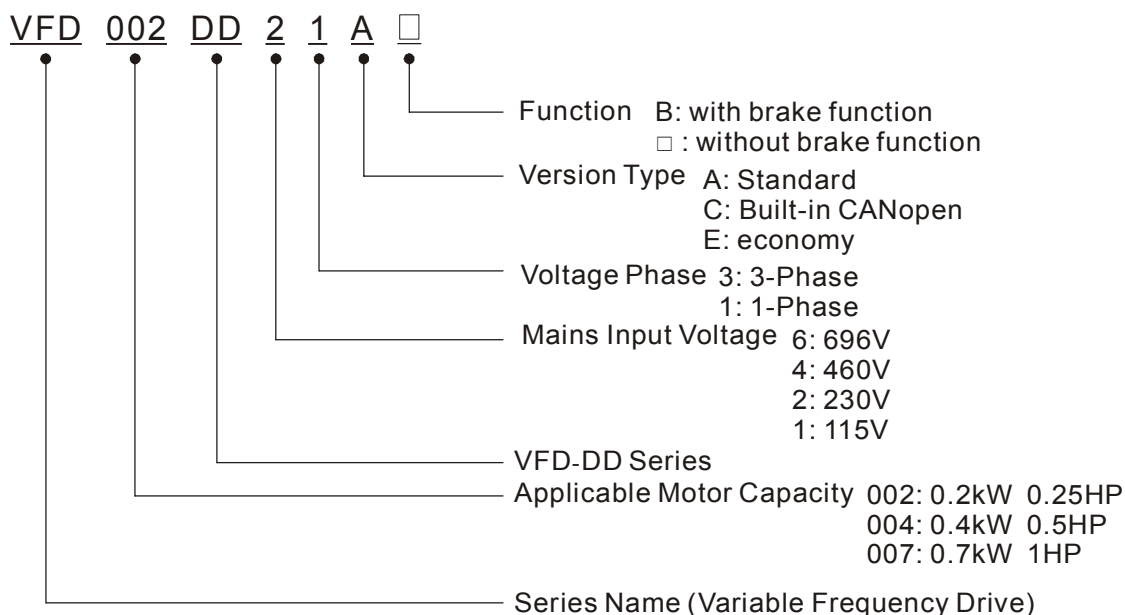 VFD 002 DD 2 1 A □
Function B: with brake function
□ : without brake function
Version Type A: Standard
C: Built-in CANopen
E: economy
Voltage Phase 3: 3-Phase
1: 1-Phase
Mains Input Voltage 6: 696V
4: 460V
2: 230V
1: 115V
VFD-DD Series
Applicable Motor Capacity 002: 0.2kW 0.25HP
004: 0.4kW 0.5HP
007: 0.7kW 1HP
Series Name (Variable Frequency Drive)